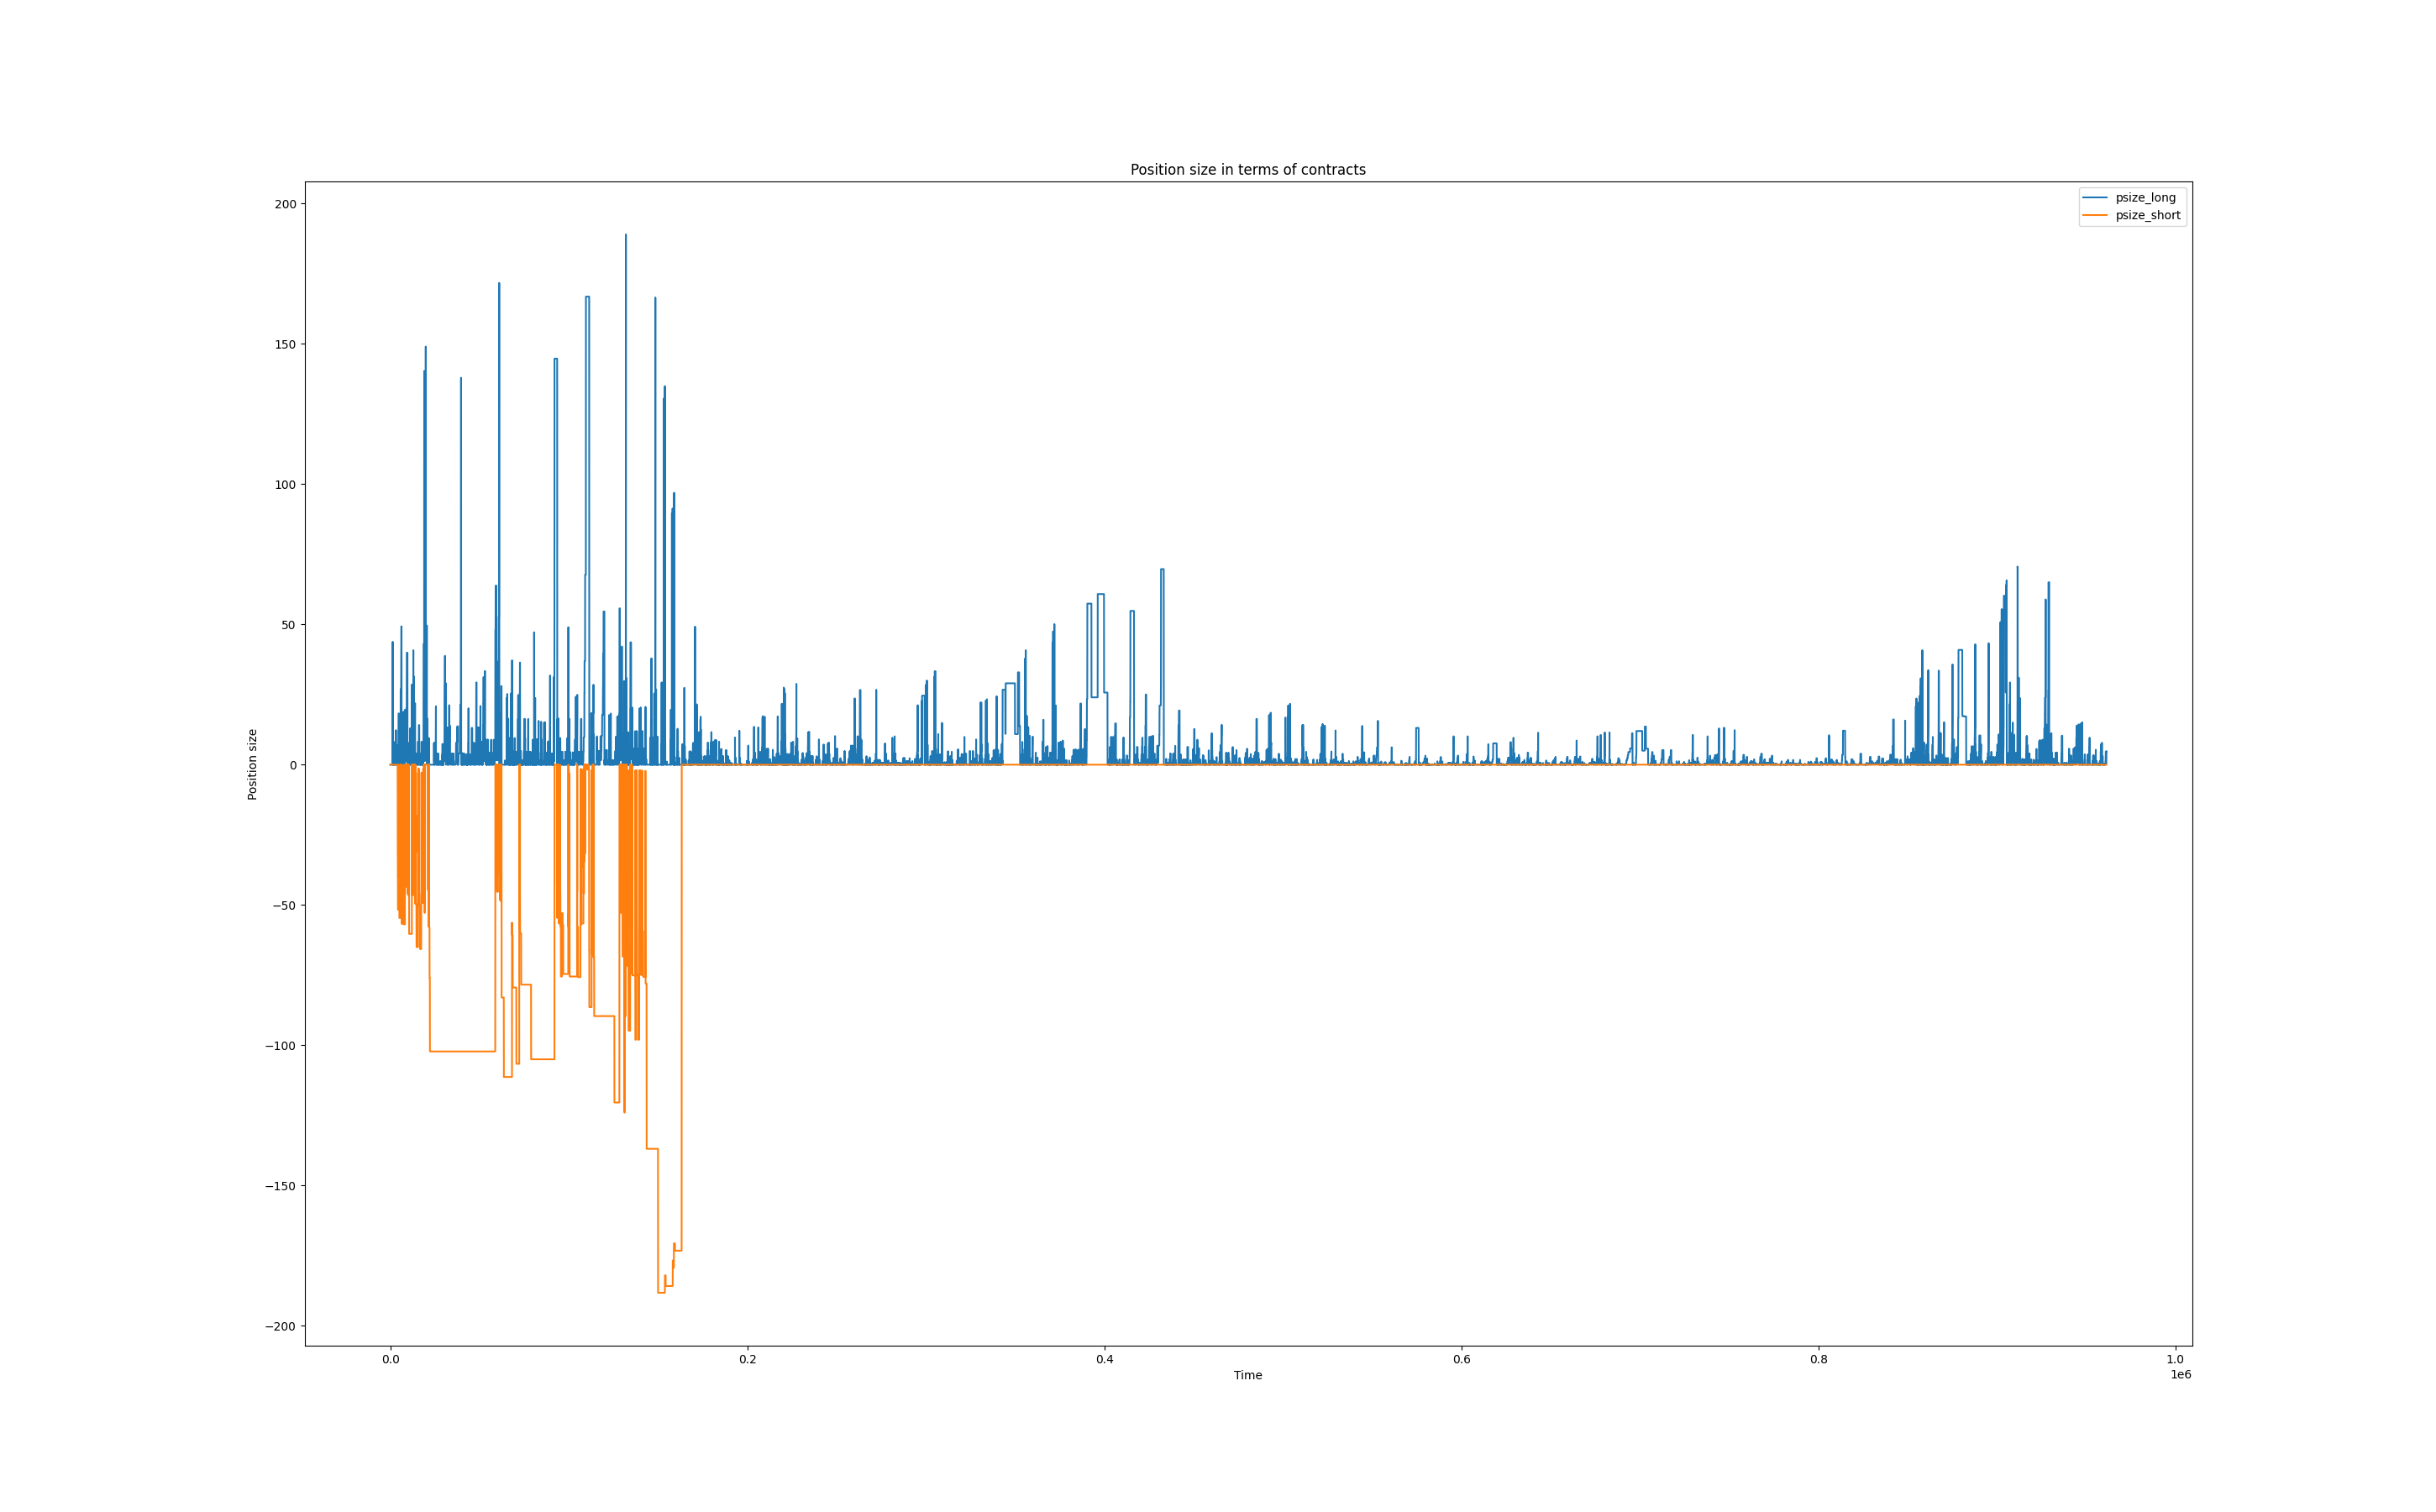 Position size in terms of contracts
psize_long
psize_short
200
150
100
50
0
−50
−100
−150
−200
Position size
0.0
0.2
0.4
0.6
0.8
1.0
1e6
Time